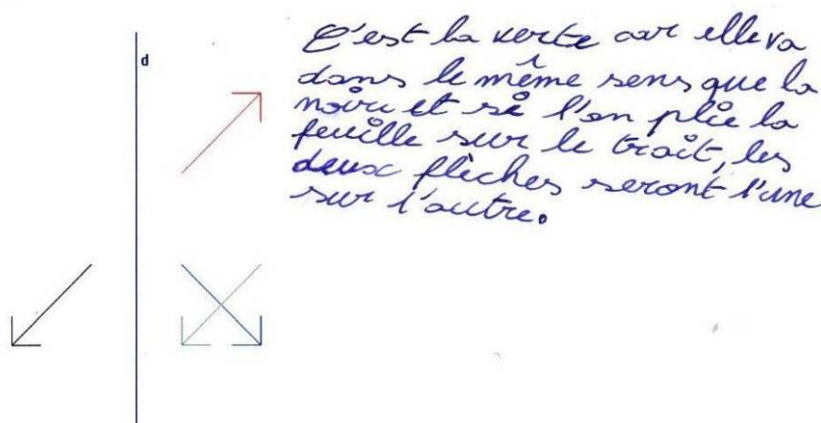 d
C'est la verte car elle va
dans le même sens que la
noire et si l'on plie la
feuille sur le trait, les
deux flèches seront l'une
sur l'autre.